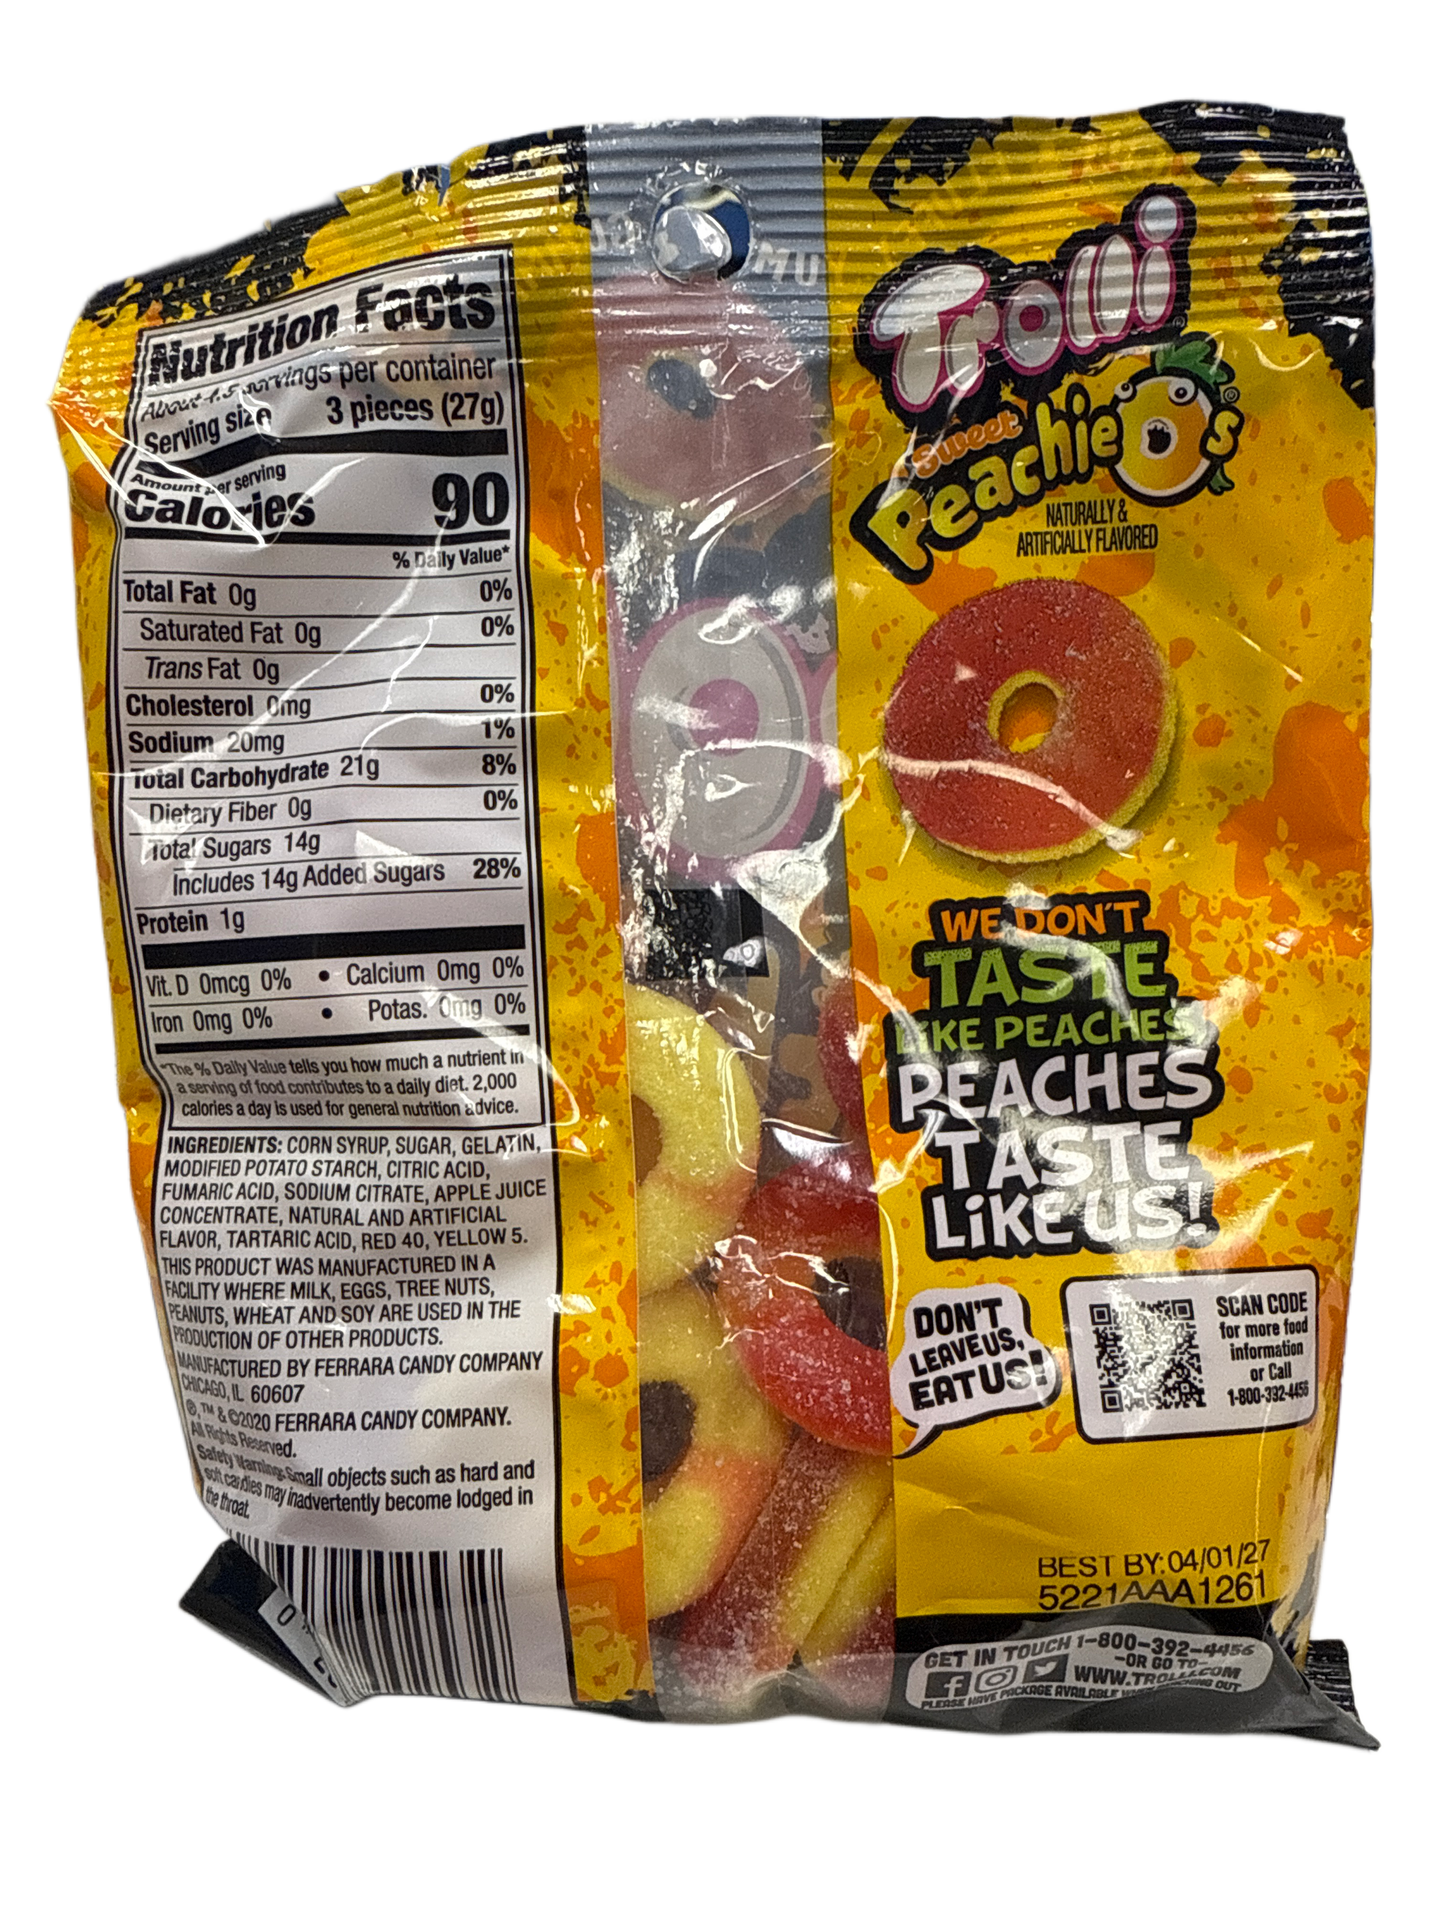 Nutrition Facts
About 4.5 servings per container
Serving size 3 pieces (27g)
Amount per serving
Calories 90
% Daily Value*
Total Fat 0g 0%
Saturated Fat 0g 0%
Trans Fat 0g
Cholesterol 0mg 0%
Sodium 20mg 1%
Total Carbohydrate 21g 8%
Dietary Fiber 0g 0%
Total Sugars 14g
Includes 14g Added Sugars 28%
Protein 1g
Vit. D 0mcg 0% • Calcium 0mg 0%
Iron 0mg 0% • Potas. 0mg 0%
*The % Daily Value tells you how much a nutrient in
a serving of food contributes to a daily diet. 2,000
calories a day is used for general nutrition advice.
INGREDIENTS: CORN SYRUP, SUGAR, GELATIN,
MODIFIED POTATO STARCH, CITRIC ACID,
FUMARIC ACID, SODIUM CITRATE, APPLE JUICE
CONCENTRATE, NATURAL AND ARTIFICIAL
FLAVOR, TARTARIC ACID, RED 40, YELLOW 5.
THIS PRODUCT WAS MANUFACTURED IN A
FACILITY WHERE MILK, EGGS, TREE NUTS,
PEANUTS, WHEAT AND SOY ARE USED IN THE
PRODUCTION OF OTHER PRODUCTS.
MANUFACTURED BY FERRARA CANDY COMPANY
CHICAGO, IL 60607
®, ™ & ©2020 FERRARA CANDY COMPANY.
All Rights Reserved.
Safety Warning: Small objects such as hard and
soft candies may inadvertently become lodged in
the throat.
Trolli
Sweet
PeachieO's
NATURALLY &
ARTIFICIALLY FLAVORED
WE DON'T
TASTE
LIKE PEACHES,
PEACHES
TASTE
LIKE US!
DON'T
LEAVE US,
EAT US!
SCAN CODE
for more food
information
or Call
1-800-392-4456
BEST BY:04/01/27
5221AAA1261
GET IN TOUCH 1-800-392-4456
-OR GO TO-
WWW.TROLLI.COM
PLEASE HAVE PACKAGE AVAILABLE WHEN REACHING OUT